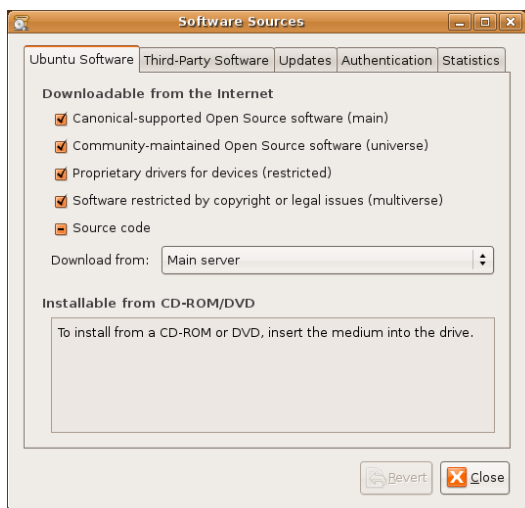 Software Sources
Ubuntu Software Third-Party Software Updates Authentication Statistics
Downloadable from the Internet
Canonical-supported Open Source software (main)
Community-maintained Open Source software (universe)
Proprietary drivers for devices (restricted)
Software restricted by copyright or legal issues (multiverse)
Source code
Download from: Main server
Installable from CD-ROM/DVD
To install from a CD-ROM or DVD, insert the medium into the drive.
Revert Close